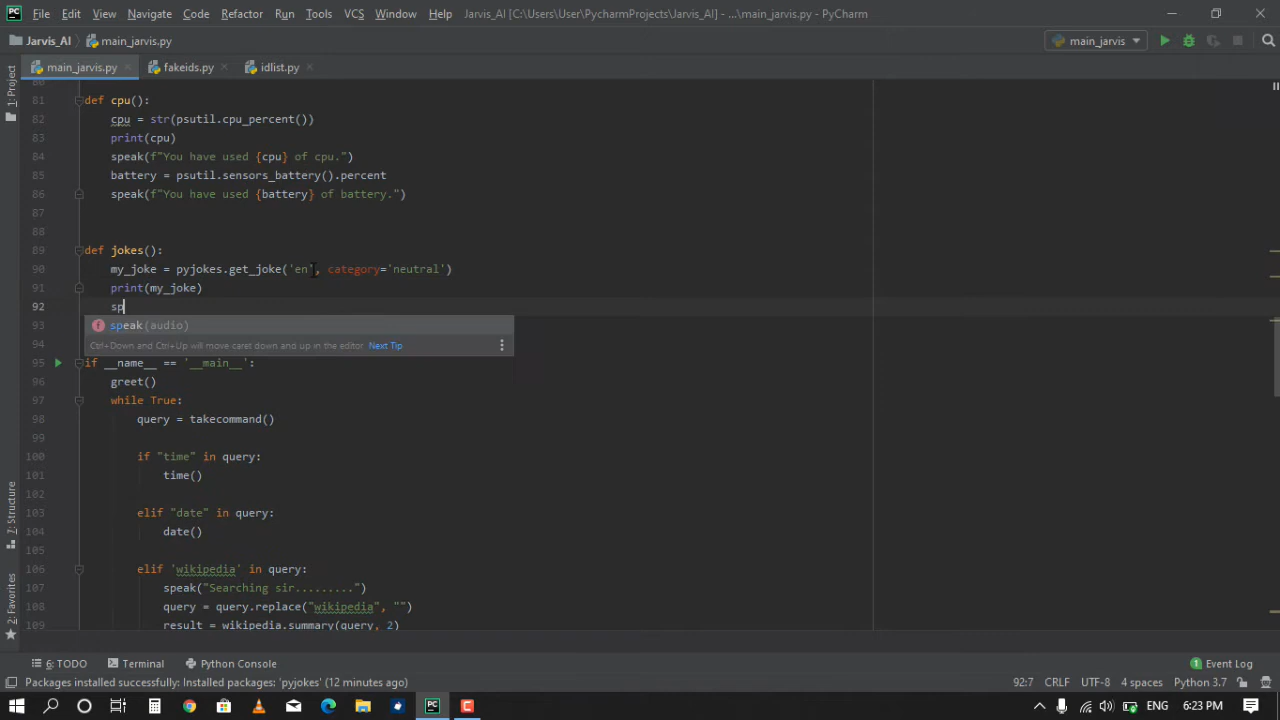 File Edit View Navigate Code Refactor Run Tools VCS Window Help Jarvis_AI [C:\Users\User\PycharmProjects\Jarvis_AI] - ...\main_jarvis.py - PyCharm
Jarvis_AI main_jarvis.py main_jarvis
main_jarvis.py fakeids.py idlist.py
1: Project
81 def cpu():
82 cpu = str(psutil.cpu_percent())
83 print(cpu)
84 speak(f"You have used {cpu} of cpu.")
85 battery = psutil.sensors_battery().percent
86 speak(f"You have used {battery} of battery.")
87
88
89 def jokes():
90 my_joke = pyjokes.get_joke('en', category='neutral')
91 print(my_joke)
92 sp
93 speak(audio)
94 Ctrl+Down and Ctrl+Up will move caret down and up in the editor Next Tip
95 if __name__ == '__main__':
96 greet()
97 while True:
98 query = takecommand()
99
100 if "time" in query:
101 time()
102
103 elif "date" in query:
104 date()
105
106 elif 'wikipedia' in query:
107 speak("Searching sir.........")
108 query = query.replace("wikipedia", "")
109 result = wikipedia.summary(query, 2)
7: Structure
2: Favorites
6: TODO Terminal Python Console 1 Event Log
Packages installed successfully: Installed packages: 'pyjokes' (12 minutes ago) 92:7 CRLF UTF-8 4 spaces Python 3.7
6:23 PM